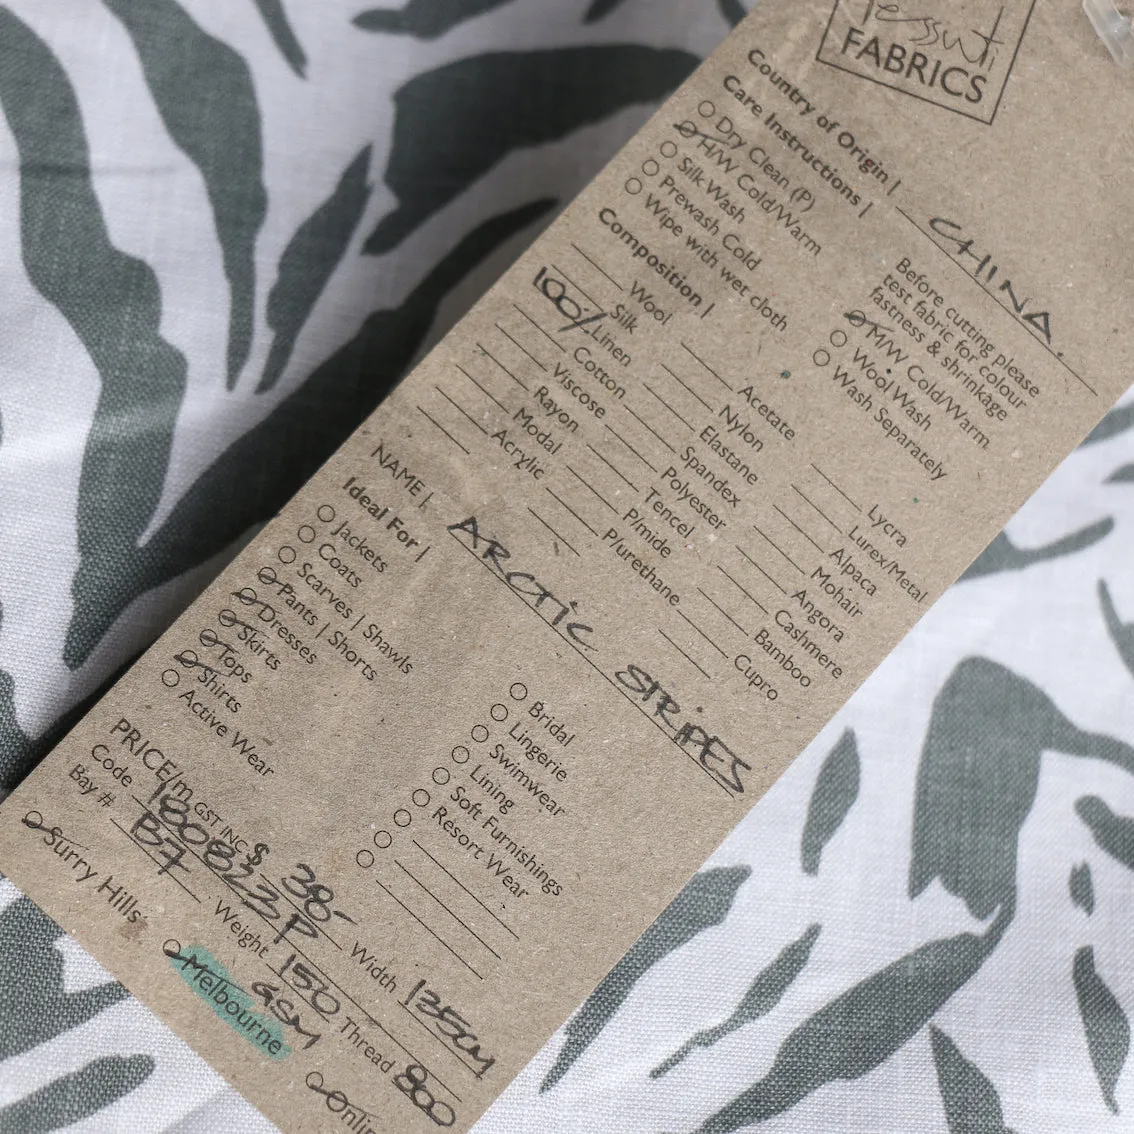 Tessuti
FABRICS
Country of Origin | CHINA.
Care Instructions |
Dry Clean (P)
H/W Cold/Warm
Silk Wash
Prewash Cold
Wipe with wet cloth
Before cutting please
test fabric for colour
fastness & shrinkage
M/W Cold/Warm
Wool Wash
Wash Separately
Composition |
Wool
Silk
100% Linen
Cotton
Viscose
Rayon
Modal
Acrylic
Acetate
Nylon
Elastane
Spandex
Polyester
Tencel
P/mide
P/urethane
Lycra
Lurex/Metal
Alpaca
Mohair
Angora
Cashmere
Bamboo
Cupro
NAME | ARCTIC STRIPES
Ideal For |
Jackets
Coats
Scarves | Shawls
Pants | Shorts
Dresses
Skirts
Tops
Shirts
Active Wear
Bridal
Lingerie
Swimwear
Lining
Soft Furnishings
Resort Wear
PRICE/m GST INC $ 38- Width 135CM
Code 180823P Weight 150 GSM Thread 800
Bay # B7
Surry Hills Melbourne Onlin